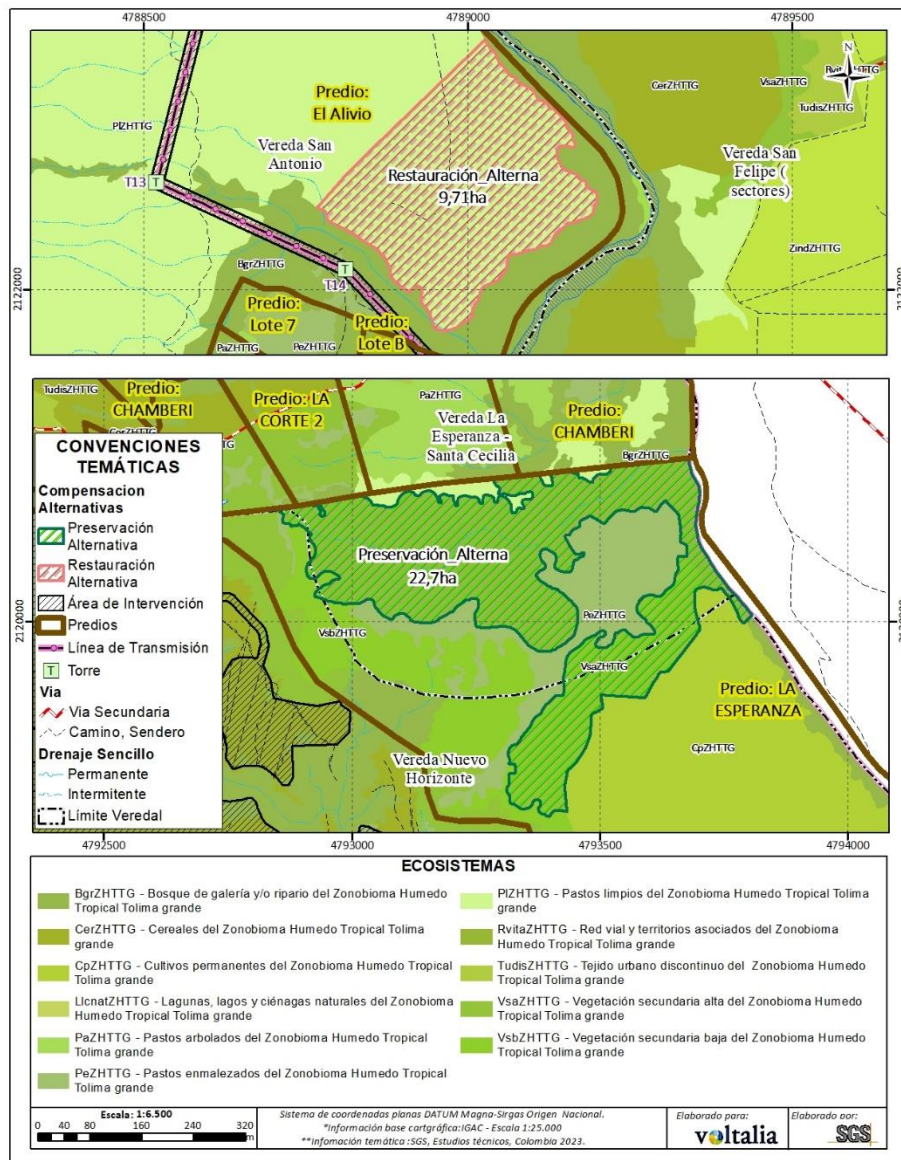 4788500 4789000 4789500
Predio:
El Alivio
CerZHTTG
VsaZHTTG
N
RvitaZHTTG
TudisZHTTG
PlZHTTG
Vereda San
Antonio
Restauración_Alterna
9,71ha
Vereda San
Felipe (
sectores)
T13
T
ZindZHTTG
BgrZHTTG
T
T14
2122000
2122000
Predio:
Lote 7
Predio:
Lote B
PaZHTTG
PeZHTTG
TudisZHTTG
Predio:
CHAMBERI
Predio: LA
CORTE 2
PaZHTTG
Vereda La
Esperanza -
Santa Cecilia
Predio:
CHAMBERI
BgrZHTTG
CONVENCIONES
TEMÁTICAS
Compensacion
Alternativas
Preservación
Alternativa
Restauración
Alternativa
Área de Intervención
Predios
Línea de Transmisión
T Torre
Via
Via Secundaria
Camino, Sendero
Drenaje Sencillo
Permanente
Intermitente
Límite Veredal
Preservación_Alterna
22,7ha
PeZHTTG
VsbZHTTG
VsaZHTTG
2120000
Predio: LA
ESPERANZA
CpZHTTG
Vereda Nuevo
Horizonte
4792500 4793000 4793500 4794000
ECOSISTEMAS
BgrZHTTG - Bosque de galería y/o ripario del Zonobioma Humedo
Tropical Tolima grande
CerZHTTG - Cereales del Zonobioma Humedo Tropical Tolima
grande
CpZHTTG - Cultivos permanentes del Zonobioma Humedo Tropical
Tolima grande
LlcnatZHTTG - Lagunas, lagos y ciénagas naturales del Zonobioma
Humedo Tropical Tolima grande
PaZHTTG - Pastos arbolados del Zonobioma Humedo Tropical
Tolima grande
PeZHTTG - Pastos enmalezados del Zonobioma Humedo Tropical
Tolima grande
PlZHTTG - Pastos limpios del Zonobioma Humedo Tropical Tolima
grande
RvitaZHTTG - Red vial y territorios asociados del Zonobioma
Humedo Tropical Tolima grande
TudisZHTTG - Tejido urbano discontinuo del Zonobioma Humedo
Tropical Tolima grande
VsaZHTTG - Vegetación secundaria alta del Zonobioma Humedo
Tropical Tolima grande
VsbZHTTG - Vegetación secundaria baja del Zonobioma Humedo
Tropical Tolima grande
Escala: 1:6.500
0 40 80 160 240 320
m
Sistema de coordenados planas DATUM Magna-Sirgas Origen Nacional.
*Información base cartgráfica:IGAC - Escala 1:25.000
**Infomación temática :SGS, Estudios técnicos, Colombia 2023.
Elaborado para:
voltalia
Elaborado por:
SGS